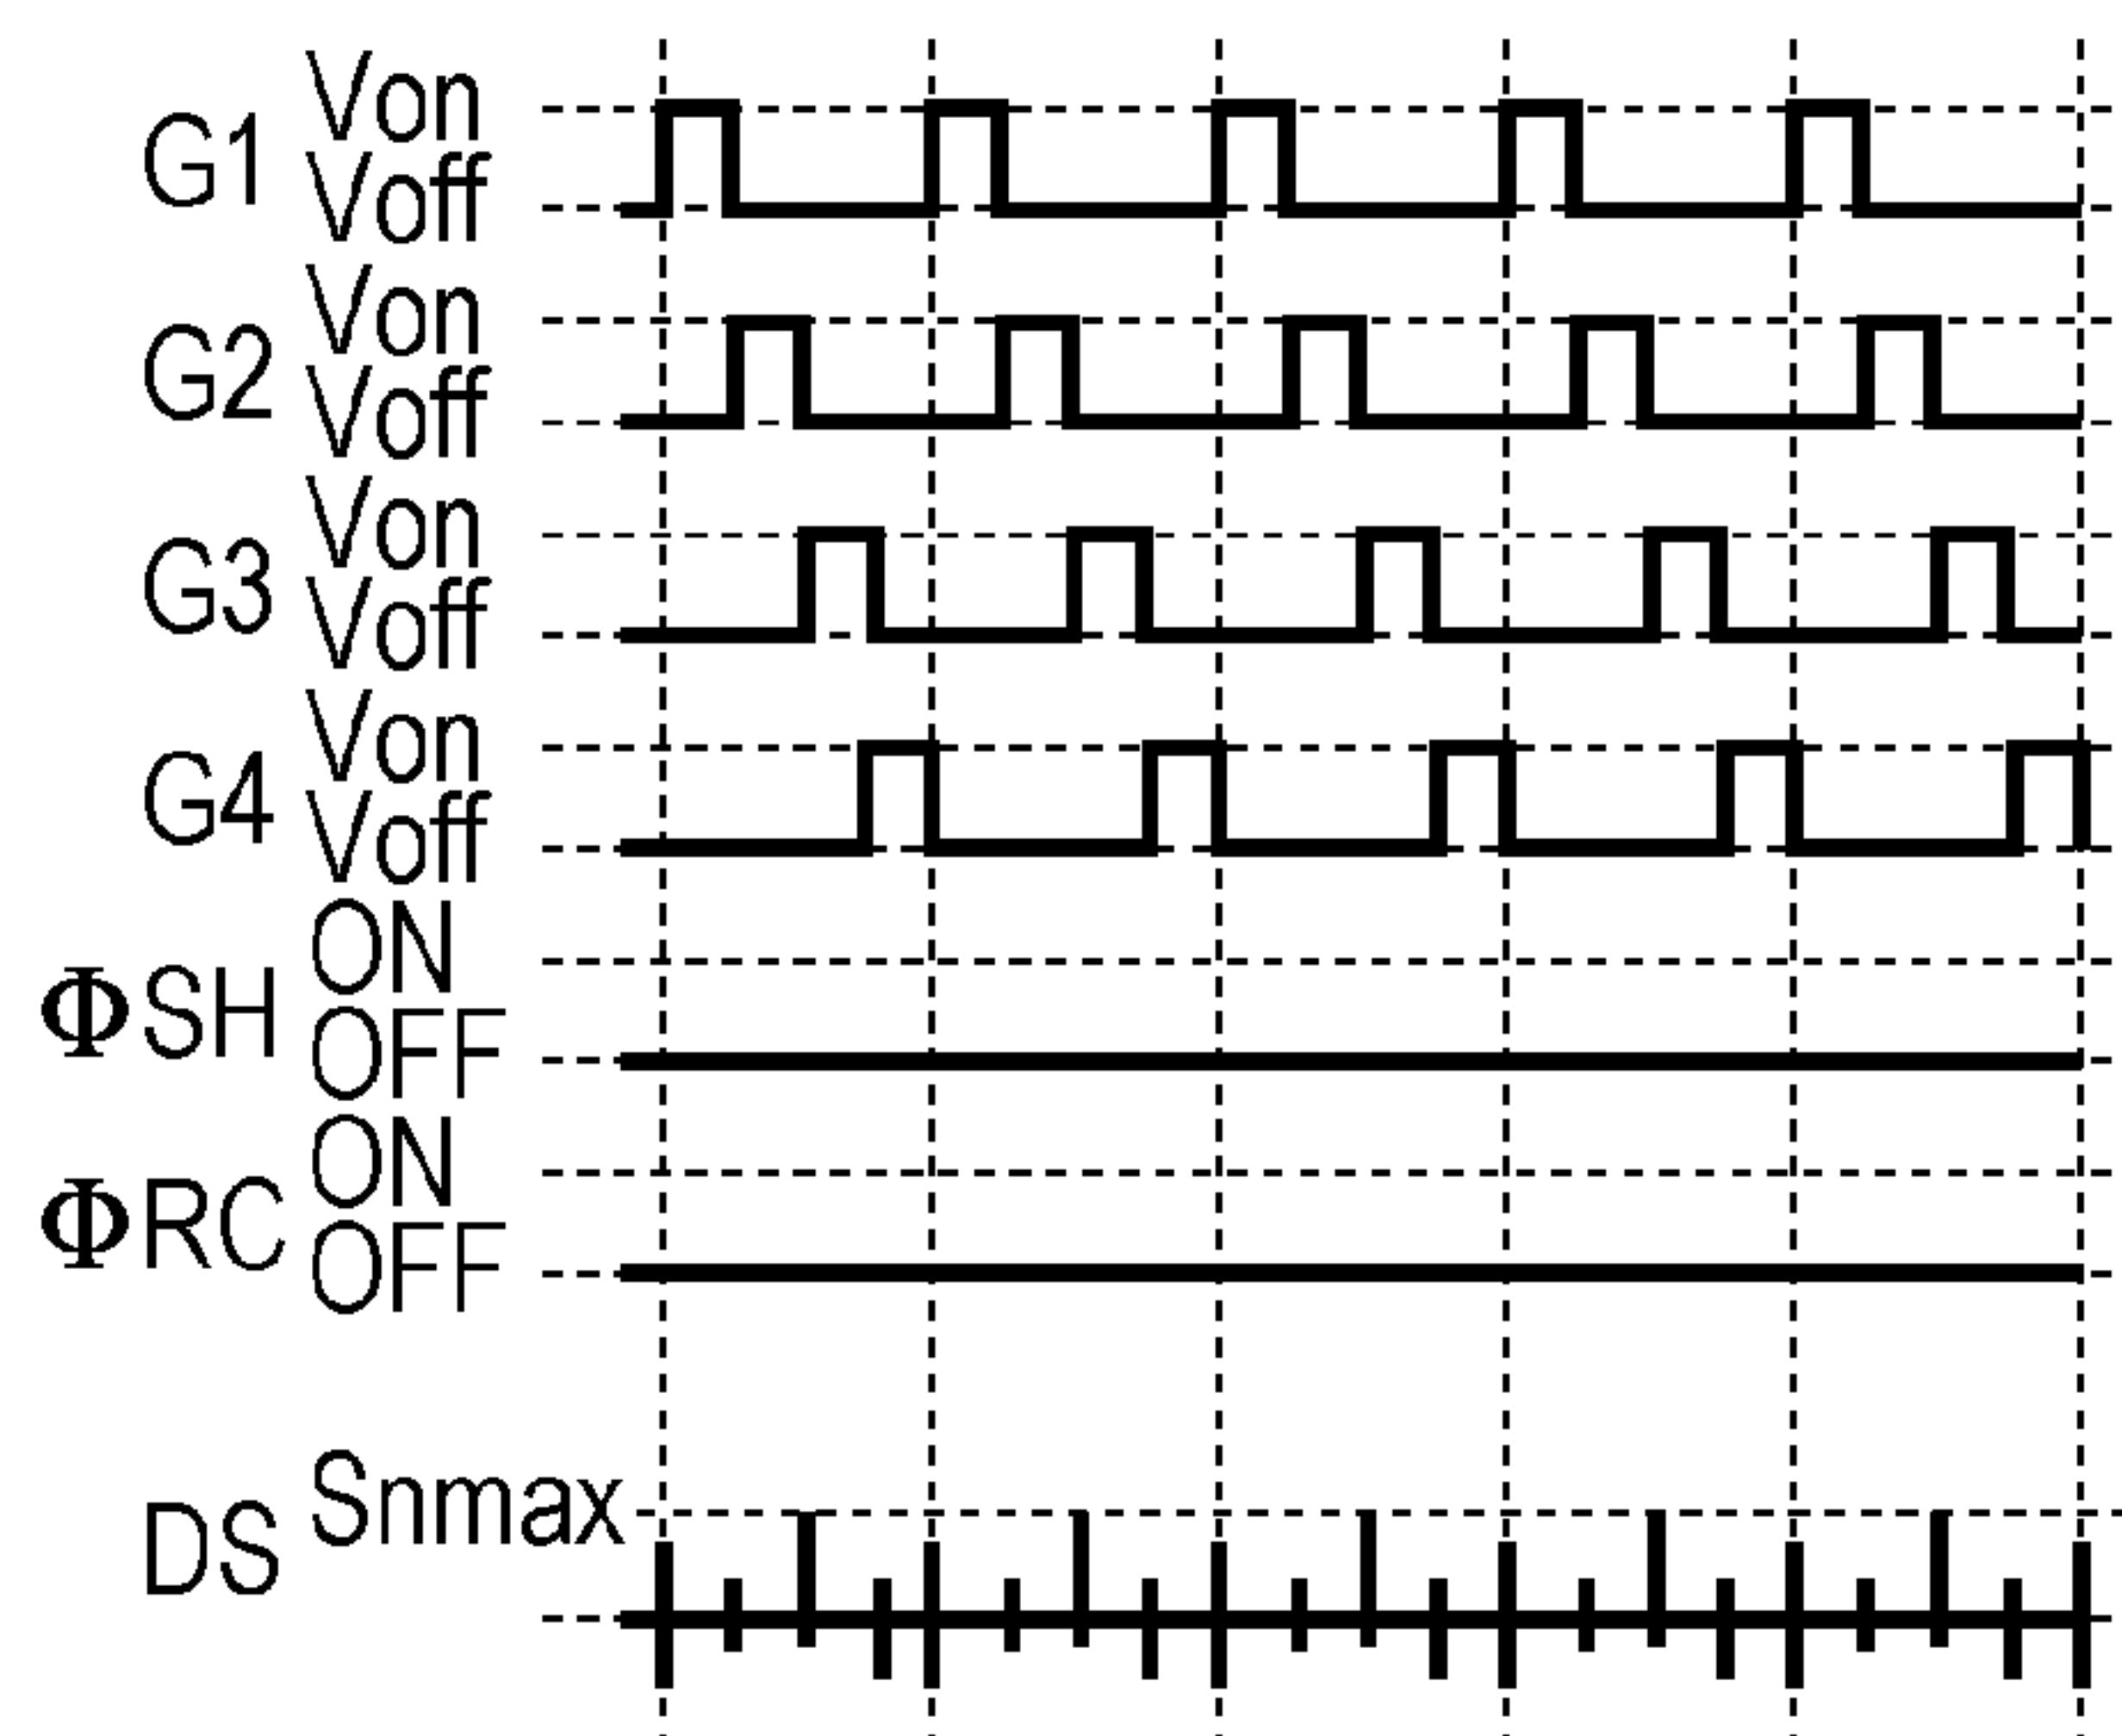 G1 Von
Voff
G2 Von
Voff
G3 Von
Voff
G4 Von
Voff
ΦSH ON
OFF
ΦRC ON
OFF
DS Snmax